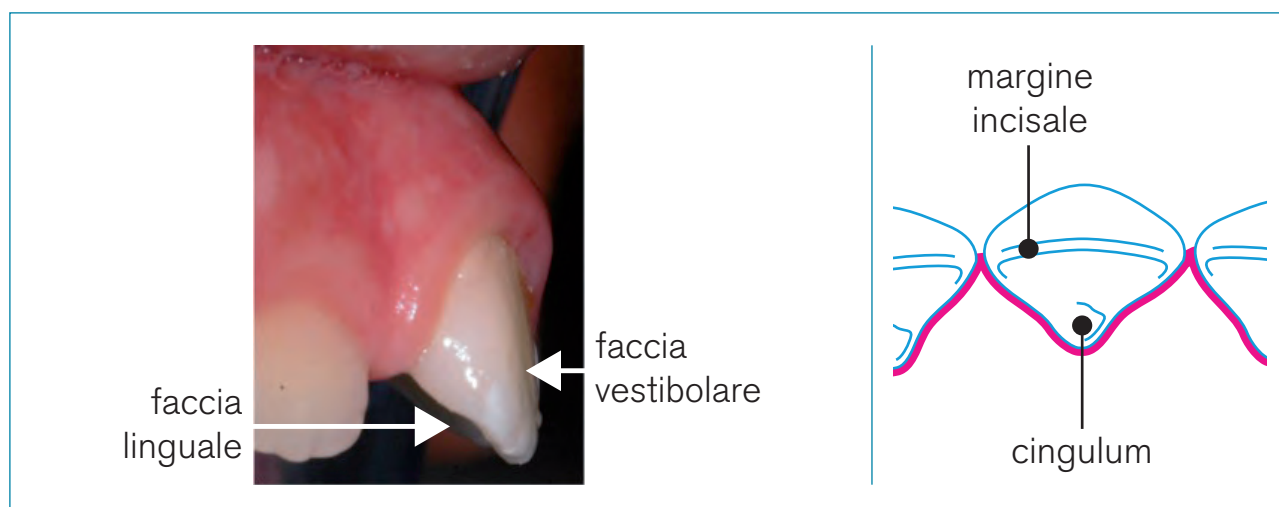 faccia
linguale
faccia
vestibolare
margine
incisale
cingulum